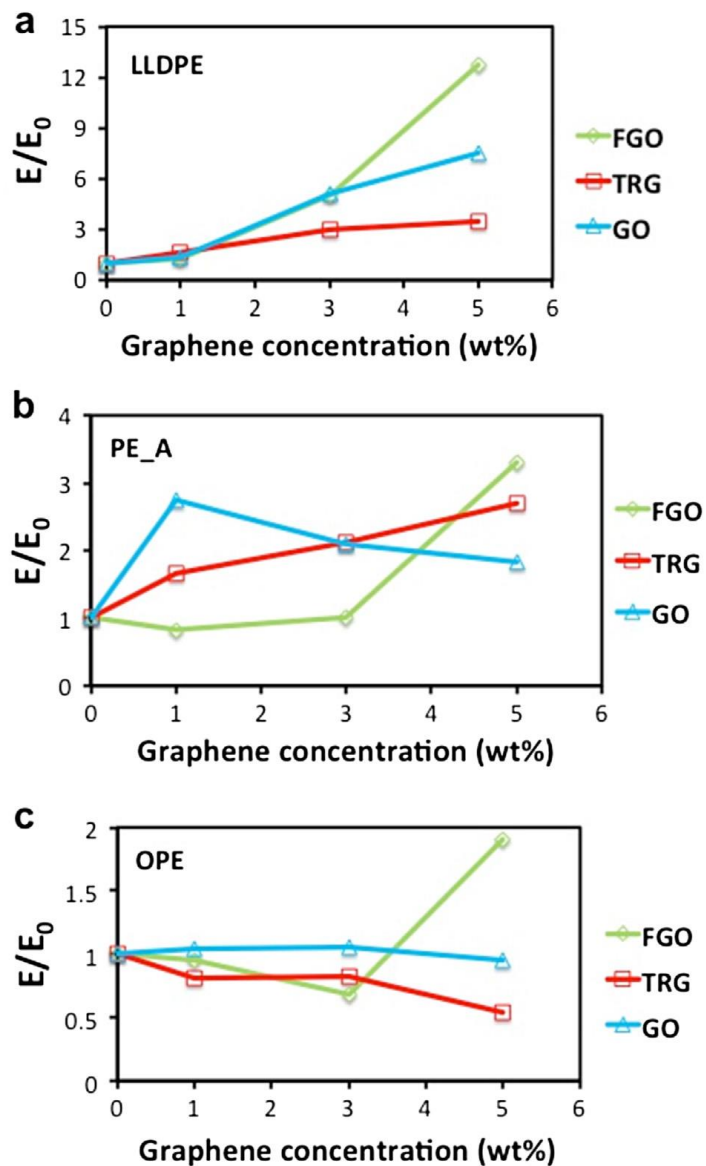 a
15
12
9
6
3
0
E/E0
LLDPE
0 1 2 3 4 5 6
Graphene concentration (wt%)
FGO
TRG
GO
b
4
3
2
1
0
E/E0
PE_A
0 1 2 3 4 5 6
Graphene concentration (wt%)
FGO
TRG
GO
c
2
1.5
1
0.5
0
E/E0
OPE
0 1 2 3 4 5 6
Graphene concentration (wt%)
FGO
TRG
GO